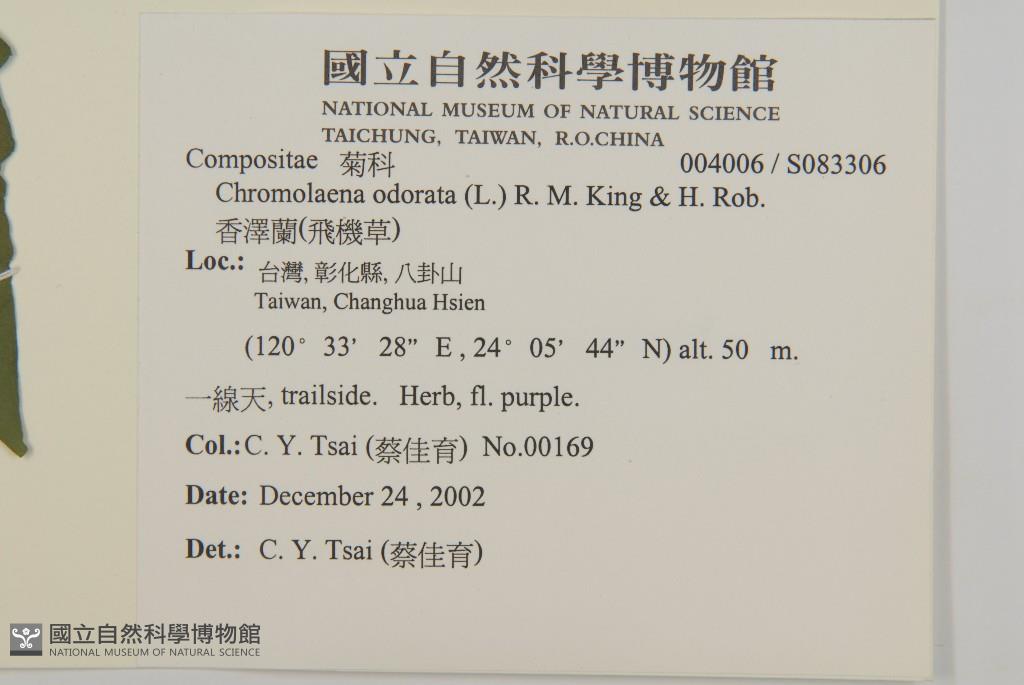 國立自然科學博物館
NATIONAL MUSEUM OF NATURAL SCIENCE
TAICHUNG, TAIWAN, R.O.CHINA
Compositae 菊科 004006 / S083306
Chromolaena odorata (L.) R. M. King & H. Rob.
香澤蘭(飛機草)
Loc.: 台灣, 彰化縣, 八卦山
Taiwan, Changhua Hsien
(120° 33’ 28” E , 24° 05’ 44” N) alt. 50 m.
一線天, trailside. Herb, fl. purple.
Col.: C. Y. Tsai (蔡佳育) No.00169
Date: December 24 , 2002
Det.: C. Y. Tsai (蔡佳育)
國立自然科學博物館
NATIONAL MUSEUM OF NATURAL SCIENCE